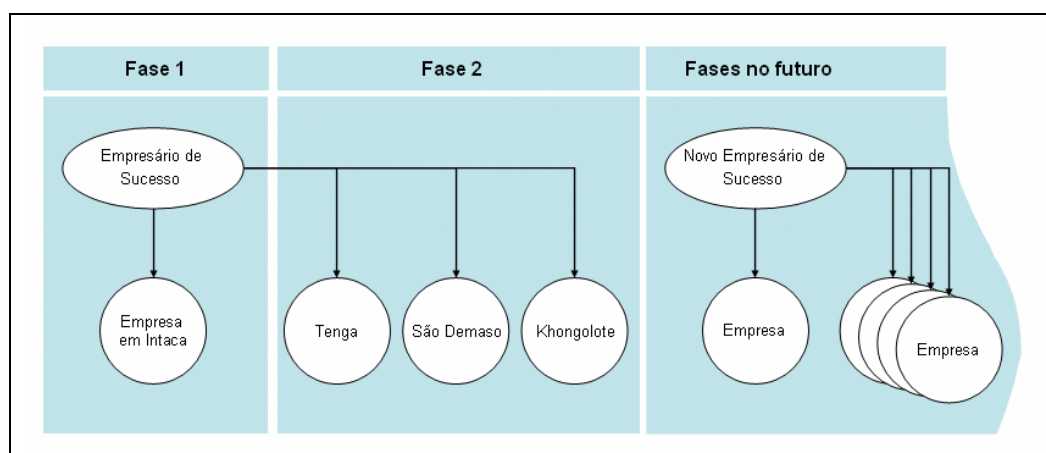 Fase 1
Fase 2
Fases no futuro
Empresário de
Sucesso
Novo Empresário de
Sucesso
Empresa
em Intaca
Tenga
São Demaso
Khongolote
Empresa
Empresa